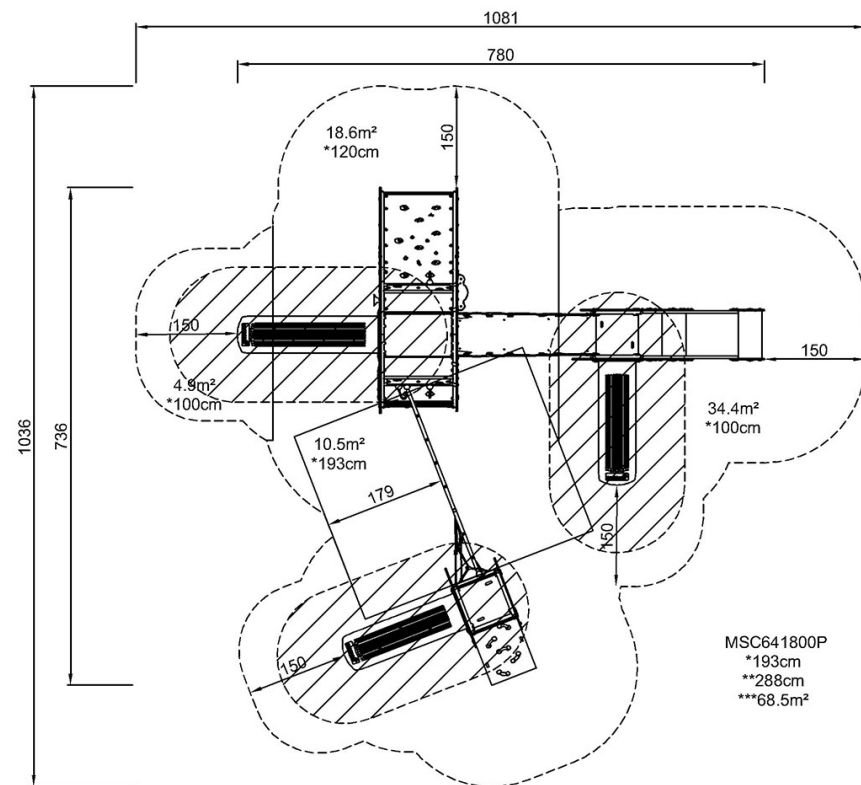 1081
780
18.6m²
*120cm
150
150
150
4.9m²
*100cm
34.4m²
*100cm
1036
736
10.5m²
*193cm
179
150
150
MSC641800P
*193cm
**288cm
***68.5m²